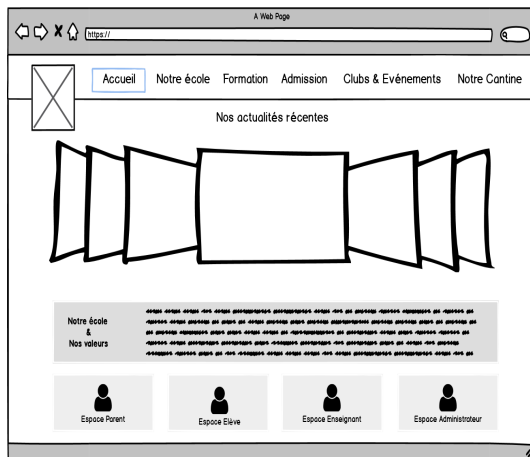 A Web Page
https://
Accueil Notre école Formation Admission Clubs & Evénements Notre Cantine
Nos actualités récentes
Notre école
&
Nos valeurs
Espace Parent Espace Elève Espace Enseignant Espace Administrateur